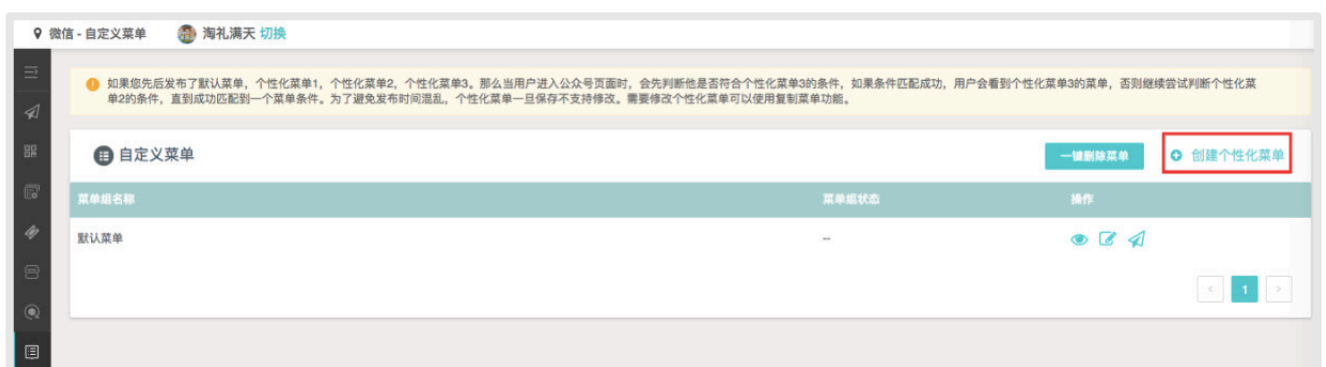 微信 - 自定义菜单 淘礼满天 切换
如果您先后发布了默认菜单，个性化菜单1，个性化菜单2，个性化菜单3。那么当用户进入公众号页面时，会先判断他是否符合个性化菜单3的条件，如果条件匹配成功，用户会看到个性化菜单3的菜单，否则继续尝试判断个性化菜
单2的条件，直到成功匹配到一个菜单条件。为了避免发布时间混乱，个性化菜单一旦保存不支持修改。需要修改个性化菜单可以使用复制菜单功能。
自定义菜单 一键删除菜单 创建个性化菜单
菜单组名称 菜单组状态 操作
默认菜单 --
< 1 >